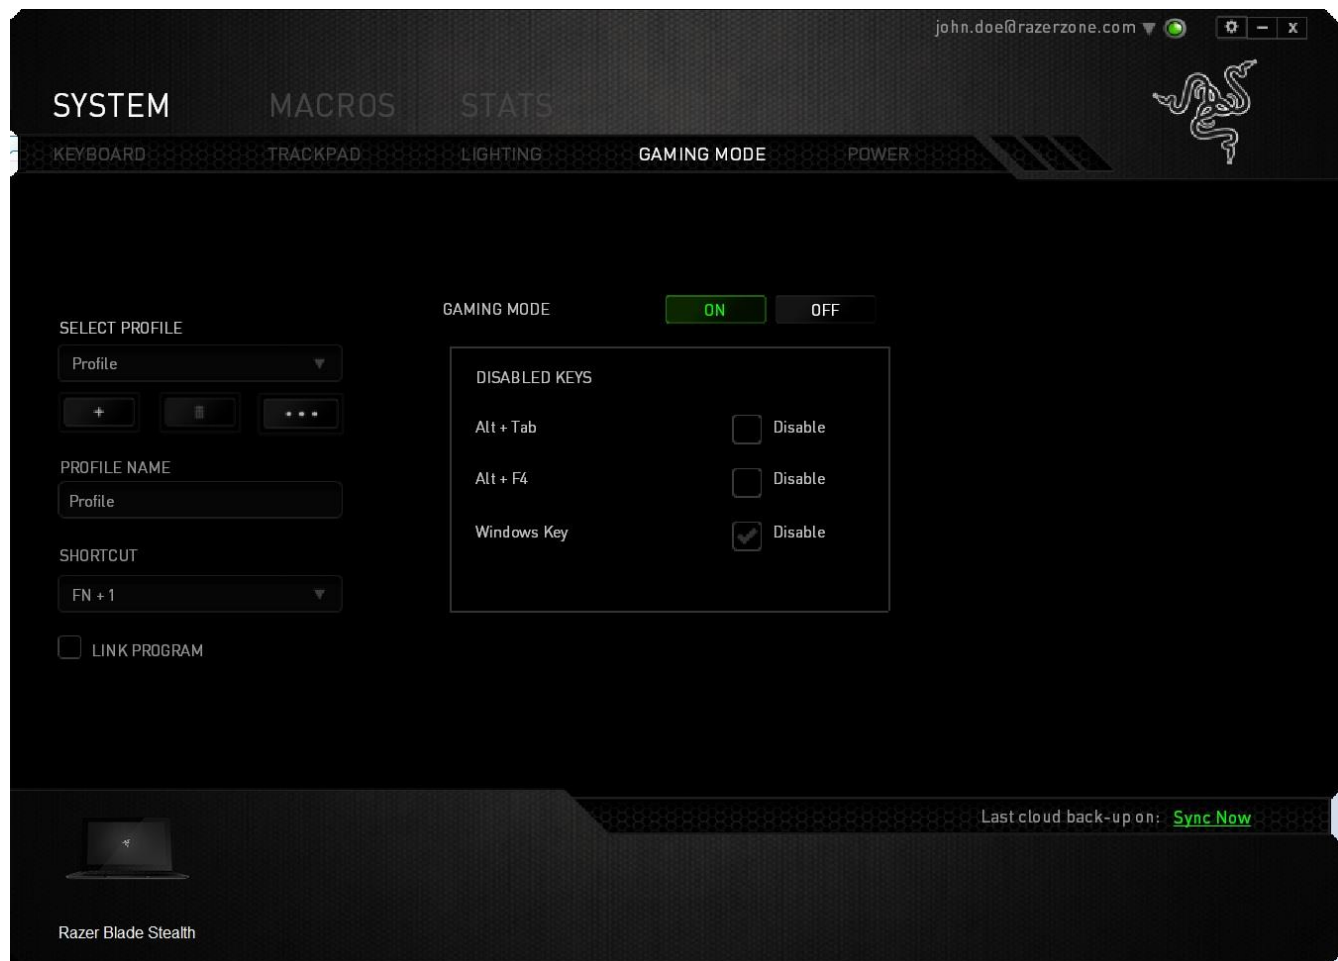 john.doe@razerzone.com
SYSTEM MACROS STATS
KEYBOARD TRACKPAD LIGHTING GAMING MODE POWER
GAMING MODE ON OFF
SELECT PROFILE
Profile
PROFILE NAME
Profile
SHORTCUT
FN + 1
LINK PROGRAM
DISABLED KEYS
Alt + Tab Disable
Alt + F4 Disable
Windows Key Disable
Last cloud back-up on: Sync Now
Razer Blade Stealth